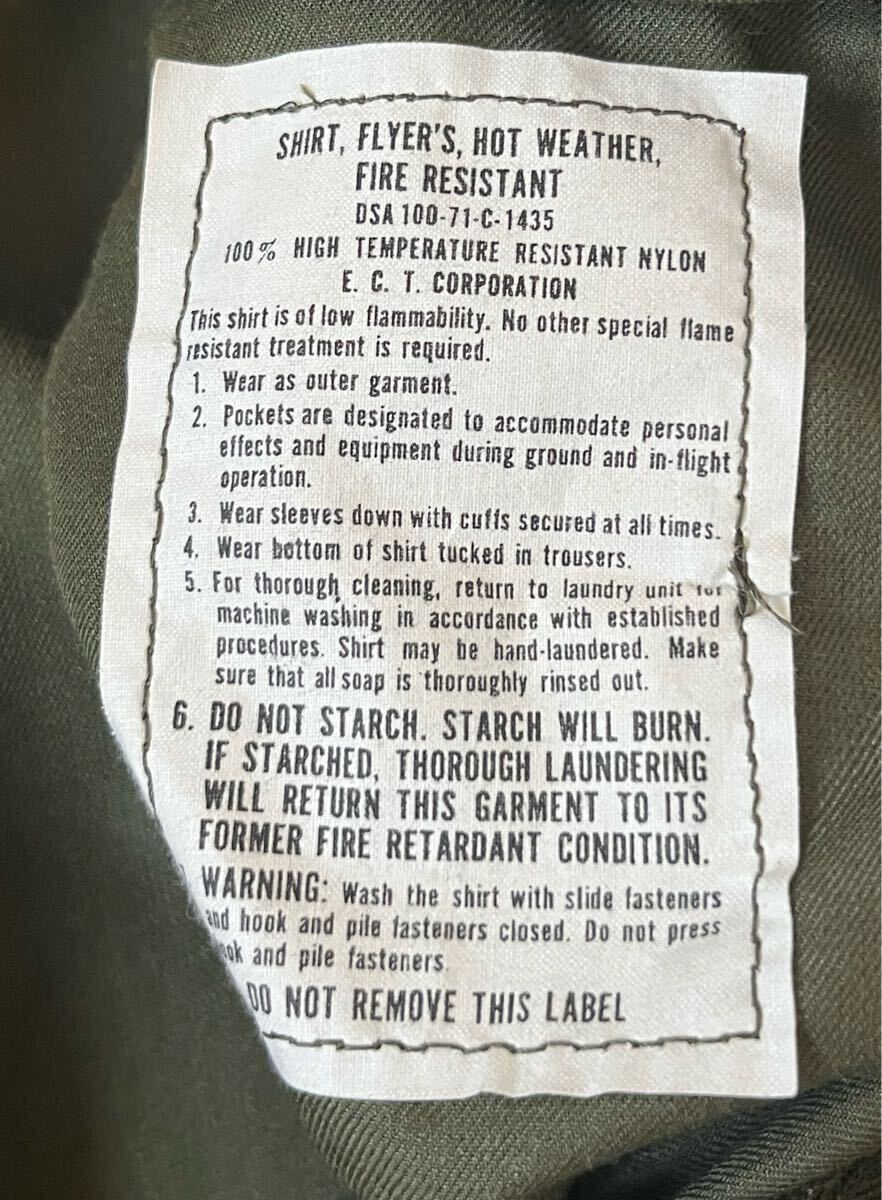 SHIRT, FLYER'S, HOT WEATHER,
FIRE RESISTANT
DSA 100-71-C-1435
100% HIGH TEMPERATURE RESISTANT NYLON
E. C. T. CORPORATION
This shirt is of low flammability. No other special flame
resistant treatment is required.
1. Wear as outer garment.
2. Pockets are designated to accommodate personal
effects and equipment during ground and in-flight
operation.
3. Wear sleeves down with cuffs secured at all times.
4. Wear bottom of shirt tucked in trousers.
5. For thorough cleaning, return to laundry unit for
machine washing in accordance with established
procedures. Shirt may be hand-laundered. Make
sure that all soap is thoroughly rinsed out.
6. DO NOT STARCH. STARCH WILL BURN.
IF STARCHED, THOROUGH LAUNDERING
WILL RETURN THIS GARMENT TO ITS
FORMER FIRE RETARDANT CONDITION.
WARNING: Wash the shirt with slide fasteners
and hook and pile fasteners closed. Do not press
ook and pile fasteners.
DO NOT REMOVE THIS LABEL